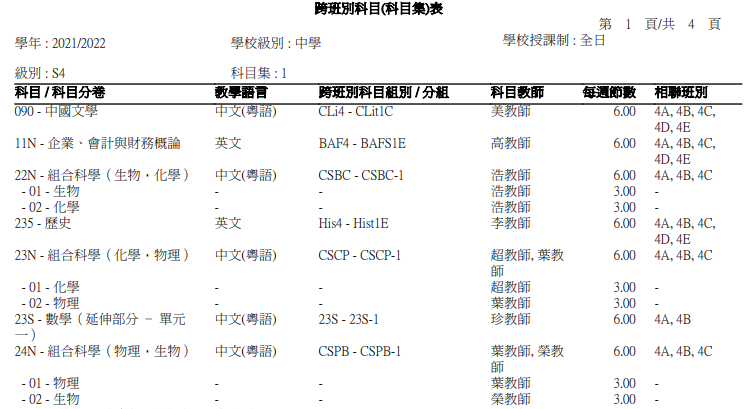 跨班別科目(科目集)表
第 1 頁/共 4 頁
學年 : 2021/2022 學校級別 : 中學 學校授課制 : 全日
級別 : S4 科目集 : 1
科目 / 科目分卷 教學語言 跨班別科目組別 / 分組 科目教師 每週節數 相聯班別
090 - 中國文學 中文(粵語) CLi4 - CLit1C 美教師 6.00 4A, 4B, 4C,
4D, 4E
11N - 企業、會計與財務概論 英文 BAF4 - BAFS1E 高教師 6.00 4A, 4B, 4C,
4D, 4E
22N - 組合科學（生物，化學） 中文(粵語) CSBC - CSBC-1 浩教師 6.00 4A, 4B, 4C
- 01 - 生物 - - 浩教師 3.00 -
- 02 - 化學 - - 浩教師 3.00 -
235 - 歷史 英文 His4 - Hist1E 李教師 6.00 4A, 4B, 4C,
4D, 4E
23N - 組合科學（化學，物理） 中文(粵語) CSCP - CSCP-1 超教師, 葉教 6.00 4A, 4B, 4C
師
- 01 - 化學 - - 超教師 3.00 -
- 02 - 物理 - - 葉教師 3.00 -
23S - 數學（延伸部分 － 單元 中文(粵語) 23S - 23S-1 珍教師 6.00 4A, 4B
一）
24N - 組合科學（物理，生物） 中文(粵語) CSPB - CSPB-1 葉教師, 榮教 6.00 4A, 4B, 4C
師
- 01 - 物理 - - 葉教師 3.00 -
- 02 - 生物 - - 榮教師 3.00 -